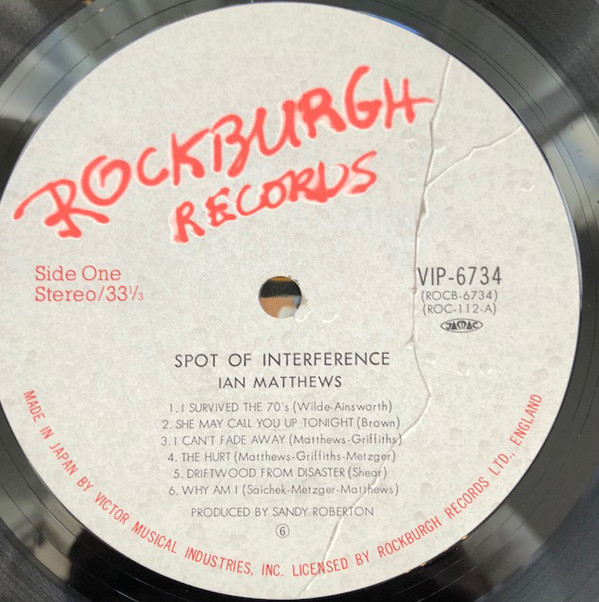 ROCKBURGH
RECORDS
Side One
Stereo/33⅓
VIP-6734
(ROCB-6734)
(ROC-112-A)
JASRAC
SPOT OF INTERFERENCE
IAN MATTHEWS
1. I SURVIVED THE 70's (Wilde-Ainsworth)
2. SHE MAY CALL YOU UP TONIGHT (Brown)
3. I CAN'T FADE AWAY (Matthews-Griffiths)
4. THE HURT (Matthews-Griffiths-Metzger)
5. DRIFTWOOD FROM DISASTER (Shear)
6. WHY AM I (Saichek-Metzger-Matthews)
PRODUCED BY SANDY ROBERTON
⑥
MADE IN JAPAN BY VICTOR MUSICAL INDUSTRIES, INC. LICENSED BY ROCKBURGH RECORDS LTD., ENGLAND